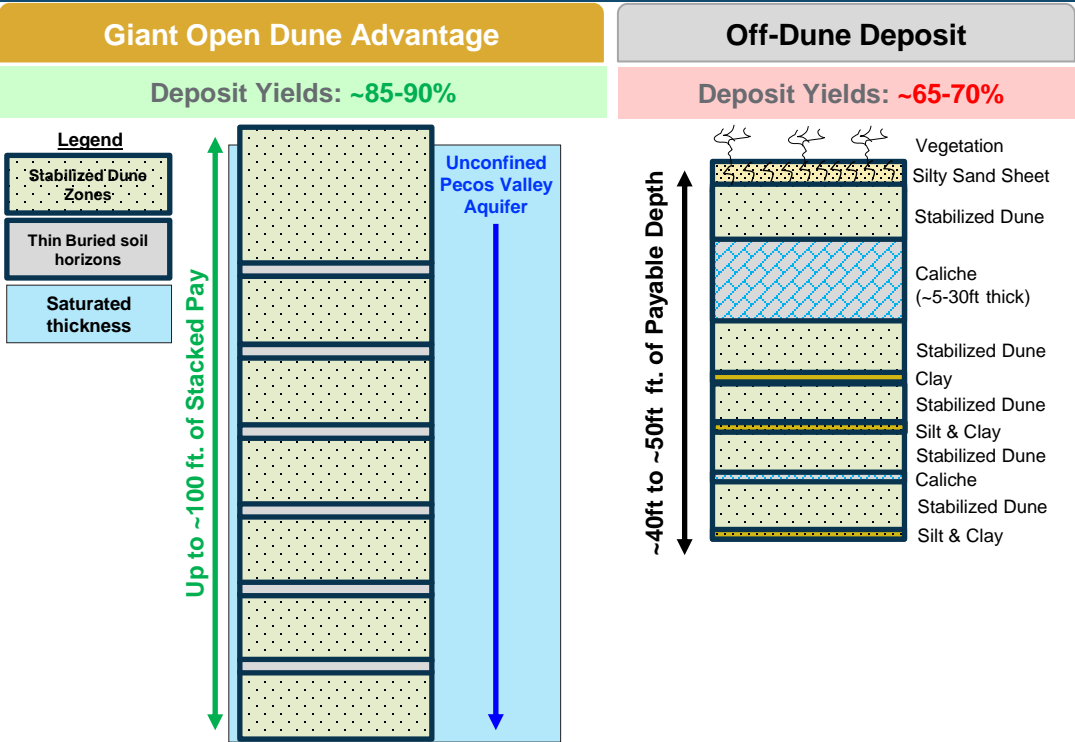 Giant Open Dune Advantage
Deposit Yields: ~85-90%
Legend
Stabilized Dune
Zones
Thin Buried soil
horizons
Saturated
thickness
Up to ~100 ft. of Stacked Pay
Unconfined
Pecos Valley
Aquifer
Off-Dune Deposit
Deposit Yields: ~65-70%
~40ft to ~50ft ft. of Payable Depth
Vegetation
Silty Sand Sheet
Stabilized Dune
Caliche
(~5-30ft thick)
Stabilized Dune
Clay
Stabilized Dune
Silt & Clay
Stabilized Dune
Caliche
Stabilized Dune
Silt & Clay